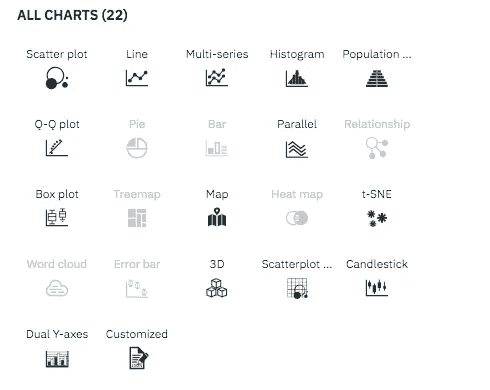 ALL CHARTS (22)
Scatter plot Line Multi-series Histogram Population ...
Q-Q plot Pie Bar Parallel Relationship
Box plot Treemap Map Heat map t-SNE
Word cloud Error bar 3D Scatterplot ... Candlestick
Dual Y-axes Customized